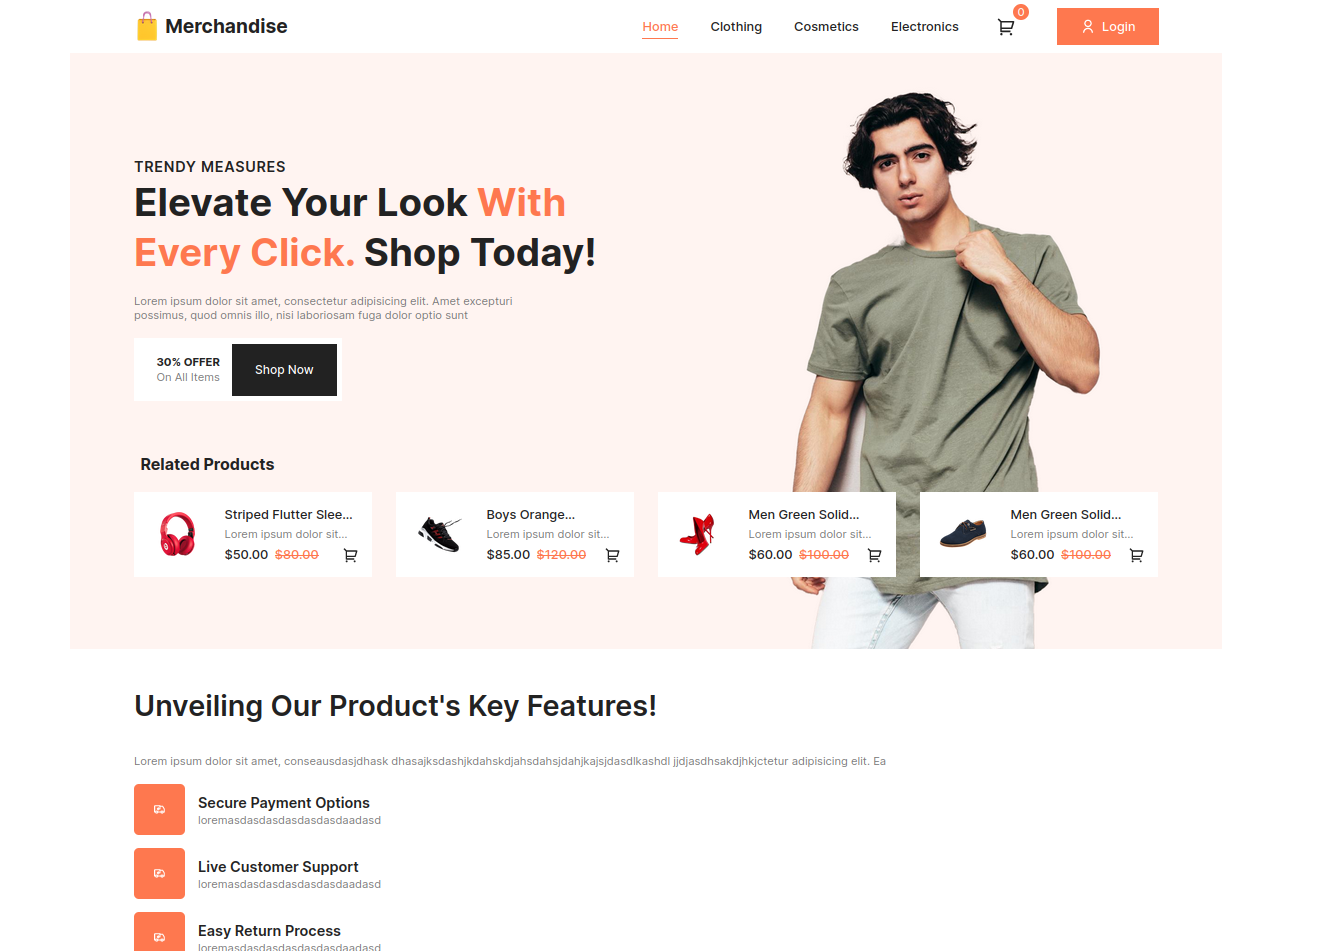 Merchandise
Home
Clothing
Cosmetics
Electronics
0
Login
TRENDY MEASURES
Elevate Your Look With
Every Click. Shop Today!
Lorem ipsum dolor sit amet, consectetur adipisicing elit. Amet excepturi
possimus, quod omnis illo, nisi laboriosam fuga dolor optio sunt
30% OFFER
On All Items
Shop Now
Related Products
Striped Flutter Slee...
Lorem ipsum dolor sit...
$50.00 $80.00
Boys Orange...
Lorem ipsum dolor sit...
$85.00 $120.00
Men Green Solid...
Lorem ipsum dolor sit...
$60.00 $100.00
Men Green Solid...
Lorem ipsum dolor sit...
$60.00 $100.00
Unveiling Our Product's Key Features!
Lorem ipsum dolor sit amet, conseausdasjdhask dhasajksdashjkdahskdjahsdahsjdahjkajsjdasdlkashdl jjdjasdhsakdjhkjctetur adipisicing elit. Ea
Secure Payment Options
loremasdasdasdasdasdasdaadasd
Live Customer Support
loremasdasdasdasdasdasdaadasd
Easy Return Process
loremasdasdasdasdasdasdaadasd